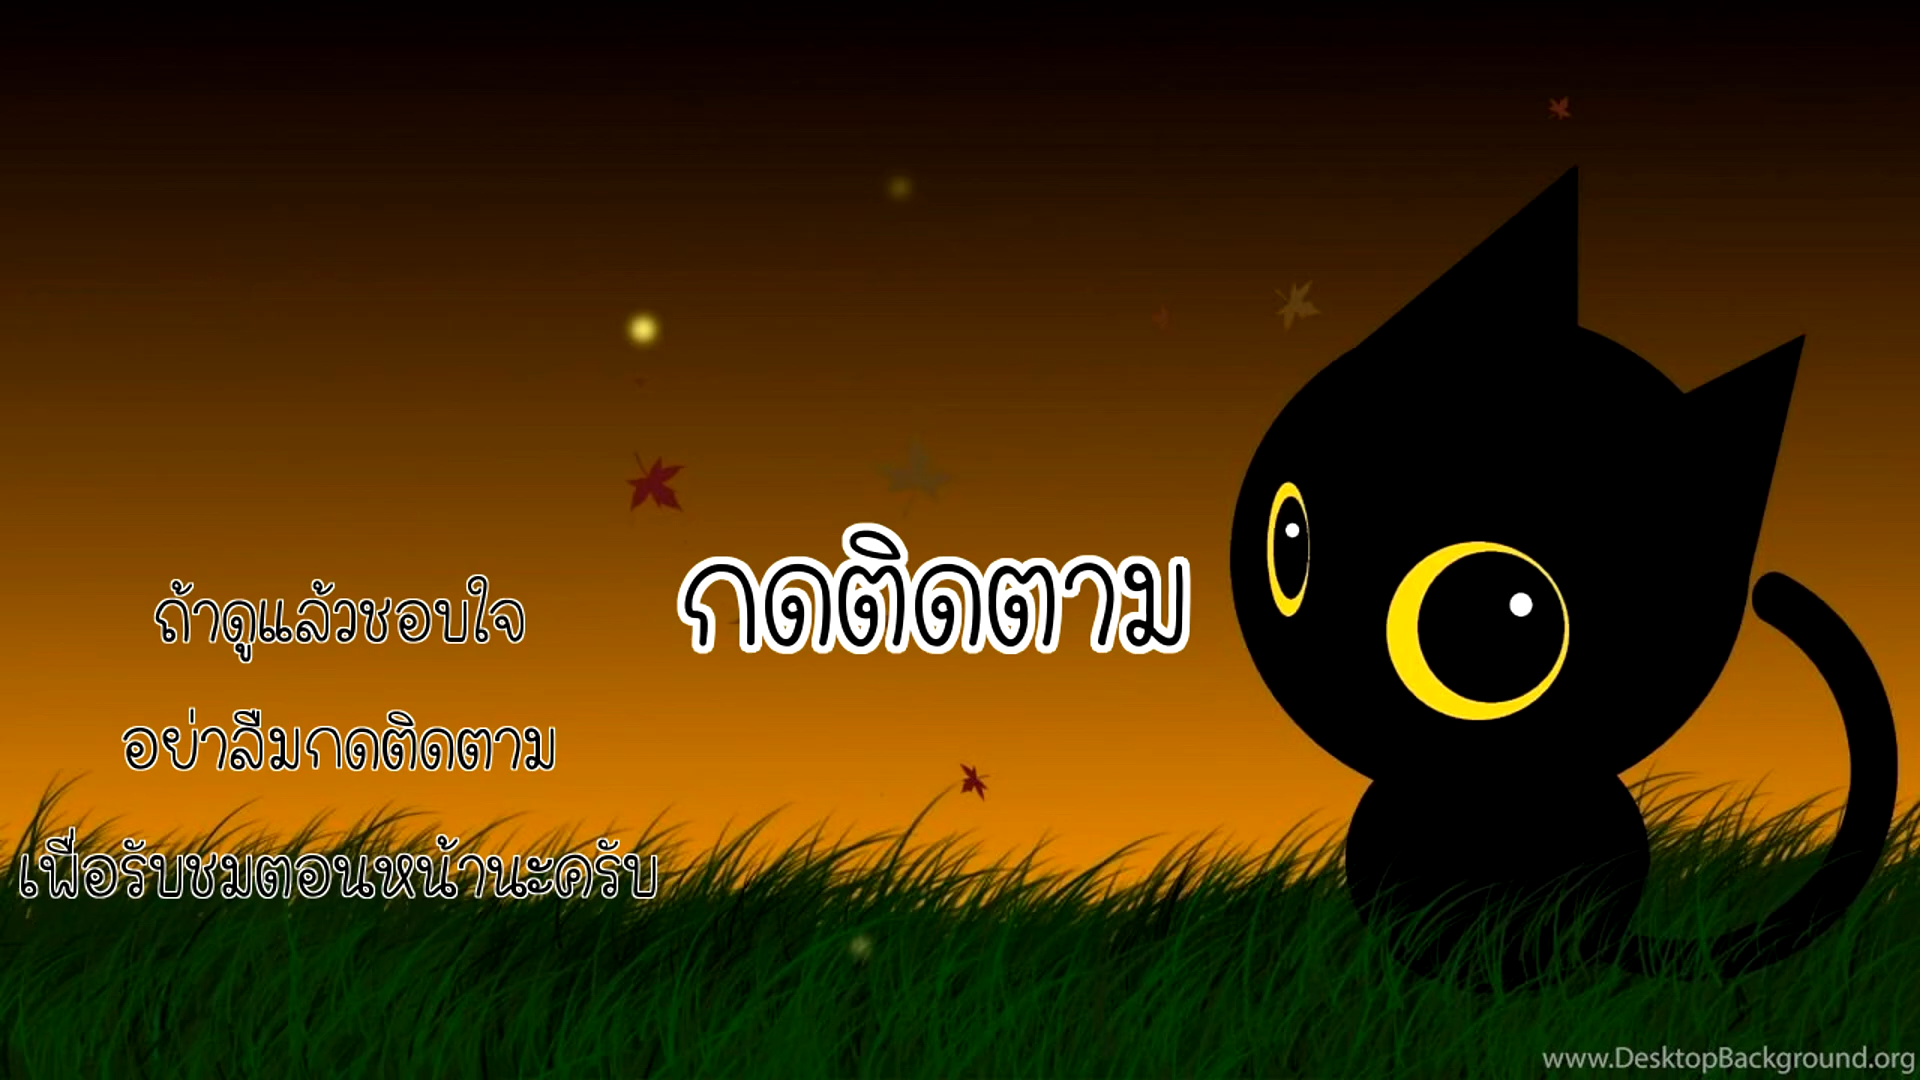 กดติดตาม
ถ้าดูแล้วชอบใจ
อย่าลืมกดติดตาม
เพื่อรับชมตอนหน้านะครับ
www.DesktopBackground.org